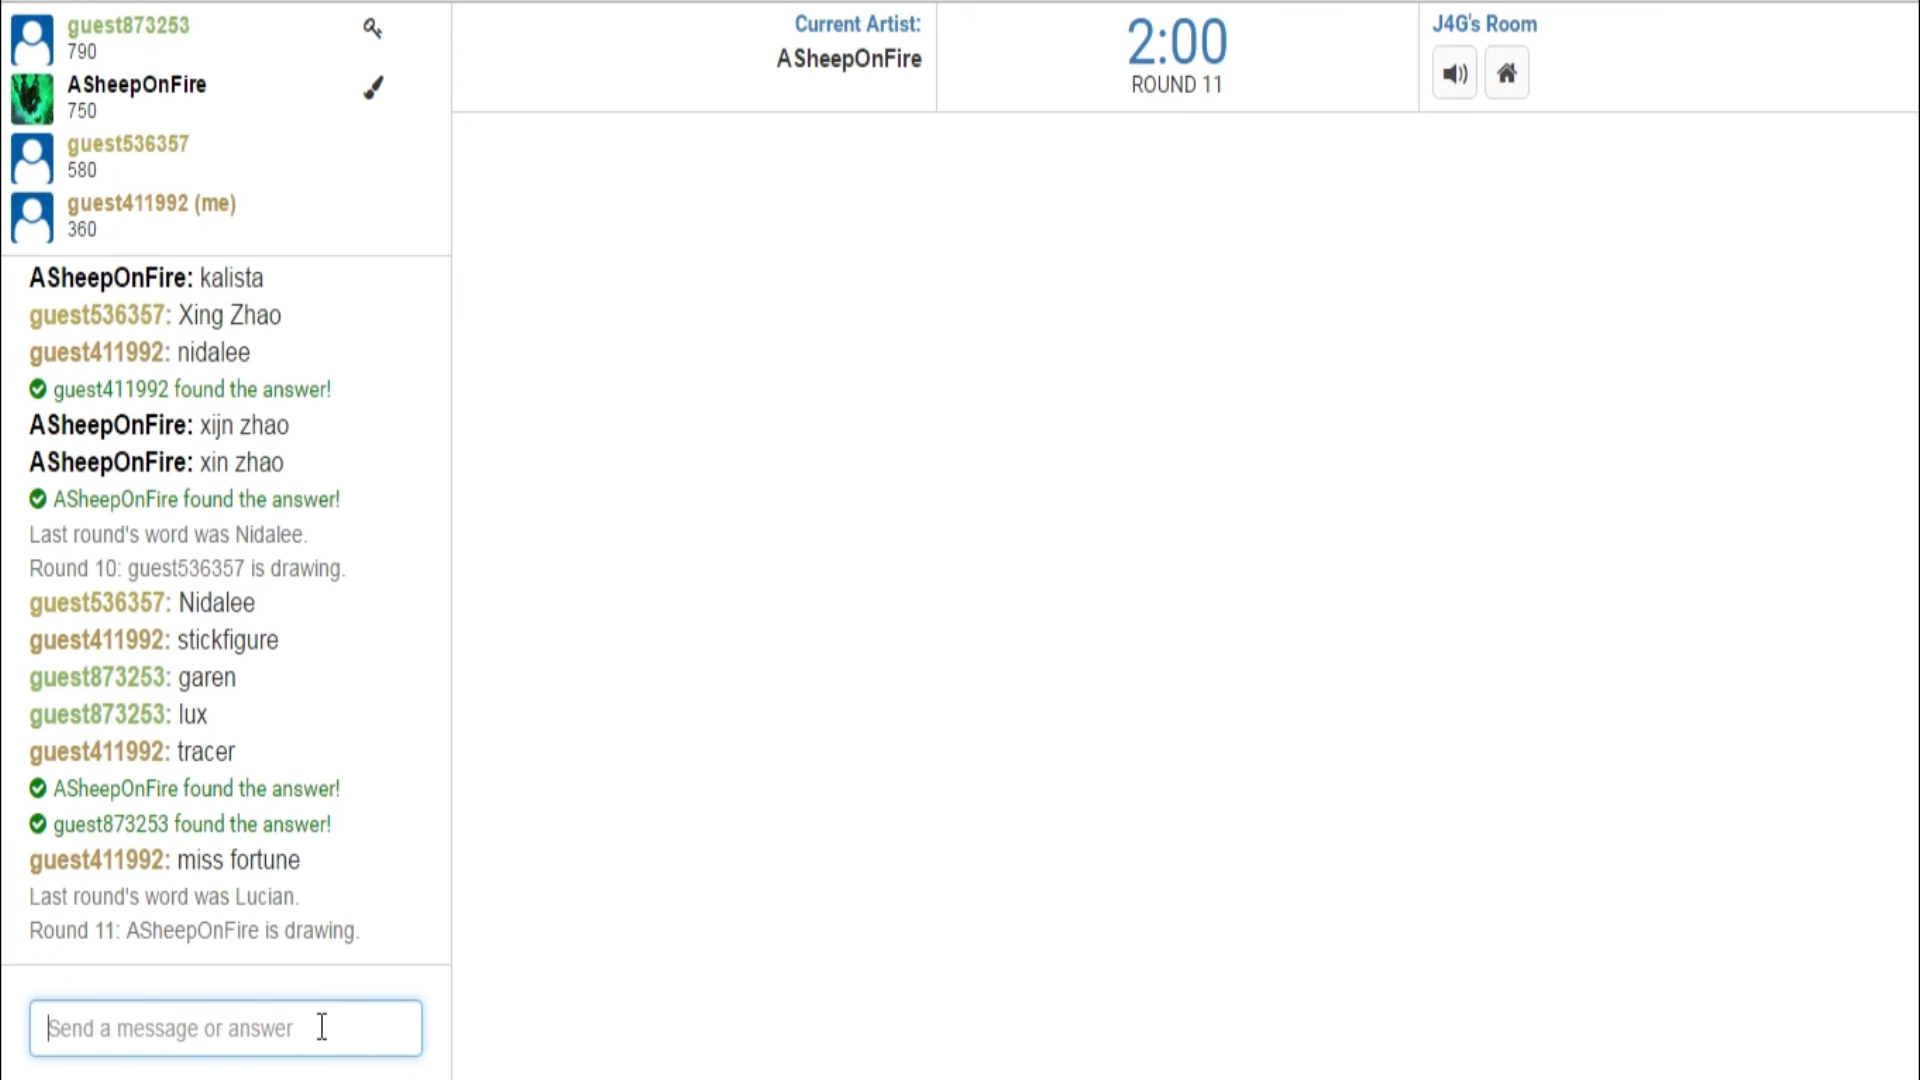 guest873253
790
ASheepOnFire
750
guest536357
580
guest411992 (me)
360
Current Artist:
ASheepOnFire
2:00
ROUND 11
J4G's Room
ASheepOnFire: kalista
guest536357: Xing Zhao
guest411992: nidalee
guest411992 found the answer!
ASheepOnFire: xijn zhao
ASheepOnFire: xin zhao
ASheepOnFire found the answer!
Last round's word was Nidalee.
Round 10: guest536357 is drawing.
guest536357: Nidalee
guest411992: stickfigure
guest873253: garen
guest873253: lux
guest411992: tracer
ASheepOnFire found the answer!
guest873253 found the answer!
guest411992: miss fortune
Last round's word was Lucian.
Round 11: ASheepOnFire is drawing.
Send a message or answer